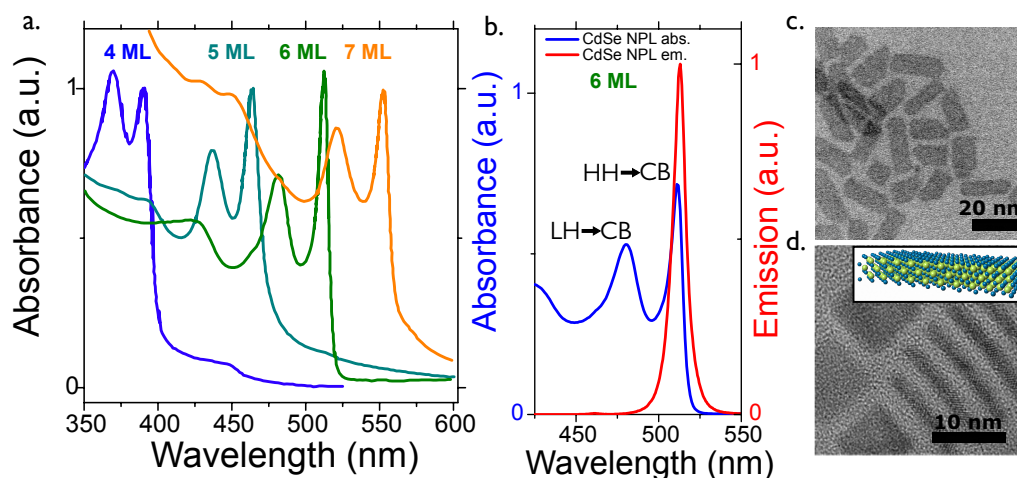 a.
4 ML 5 ML 6 ML 7 ML
Absorbance (a.u.)
1
0
350 400 450 500 550 600
Wavelength (nm)
b.
CdSe NPL abs.
CdSe NPL em.
6 ML
HH→CB
LH→CB
Absorbance (a.u.)
1
0
Emission (a.u.)
1
0
450 500 550
Wavelength (nm)
c.
20 nm
d.
10 nm